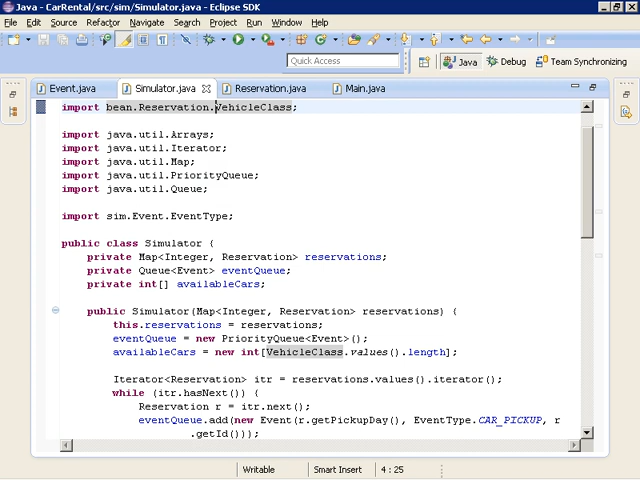 Java - CarRental/src/sim/Simulator.java - Eclipse SDK
File Edit Source Refactor Navigate Search Project Run Window Help
Quick Access
Java Debug Team Synchronizing
Event.java Simulator.java Reservation.java Main.java
import bean.Reservation.VehicleClass;
import java.util.Arrays;
import java.util.Iterator;
import java.util.Map;
import java.util.PriorityQueue;
import java.util.Queue;
import sim.Event.EventType;
public class Simulator {
private Map<Integer, Reservation> reservations;
private Queue<Event> eventQueue;
private int[] availableCars;
public Simulator(Map<Integer, Reservation> reservations) {
this.reservations = reservations;
eventQueue = new PriorityQueue<Event>();
availableCars = new int[VehicleClass.values().length];
Iterator<Reservation> itr = reservations.values().iterator();
while (itr.hasNext()) {
Reservation r = itr.next();
eventQueue.add(new Event(r.getPickupDay(), EventType.CAR_PICKUP, r
.getId()));
Writable Smart Insert 4 : 25